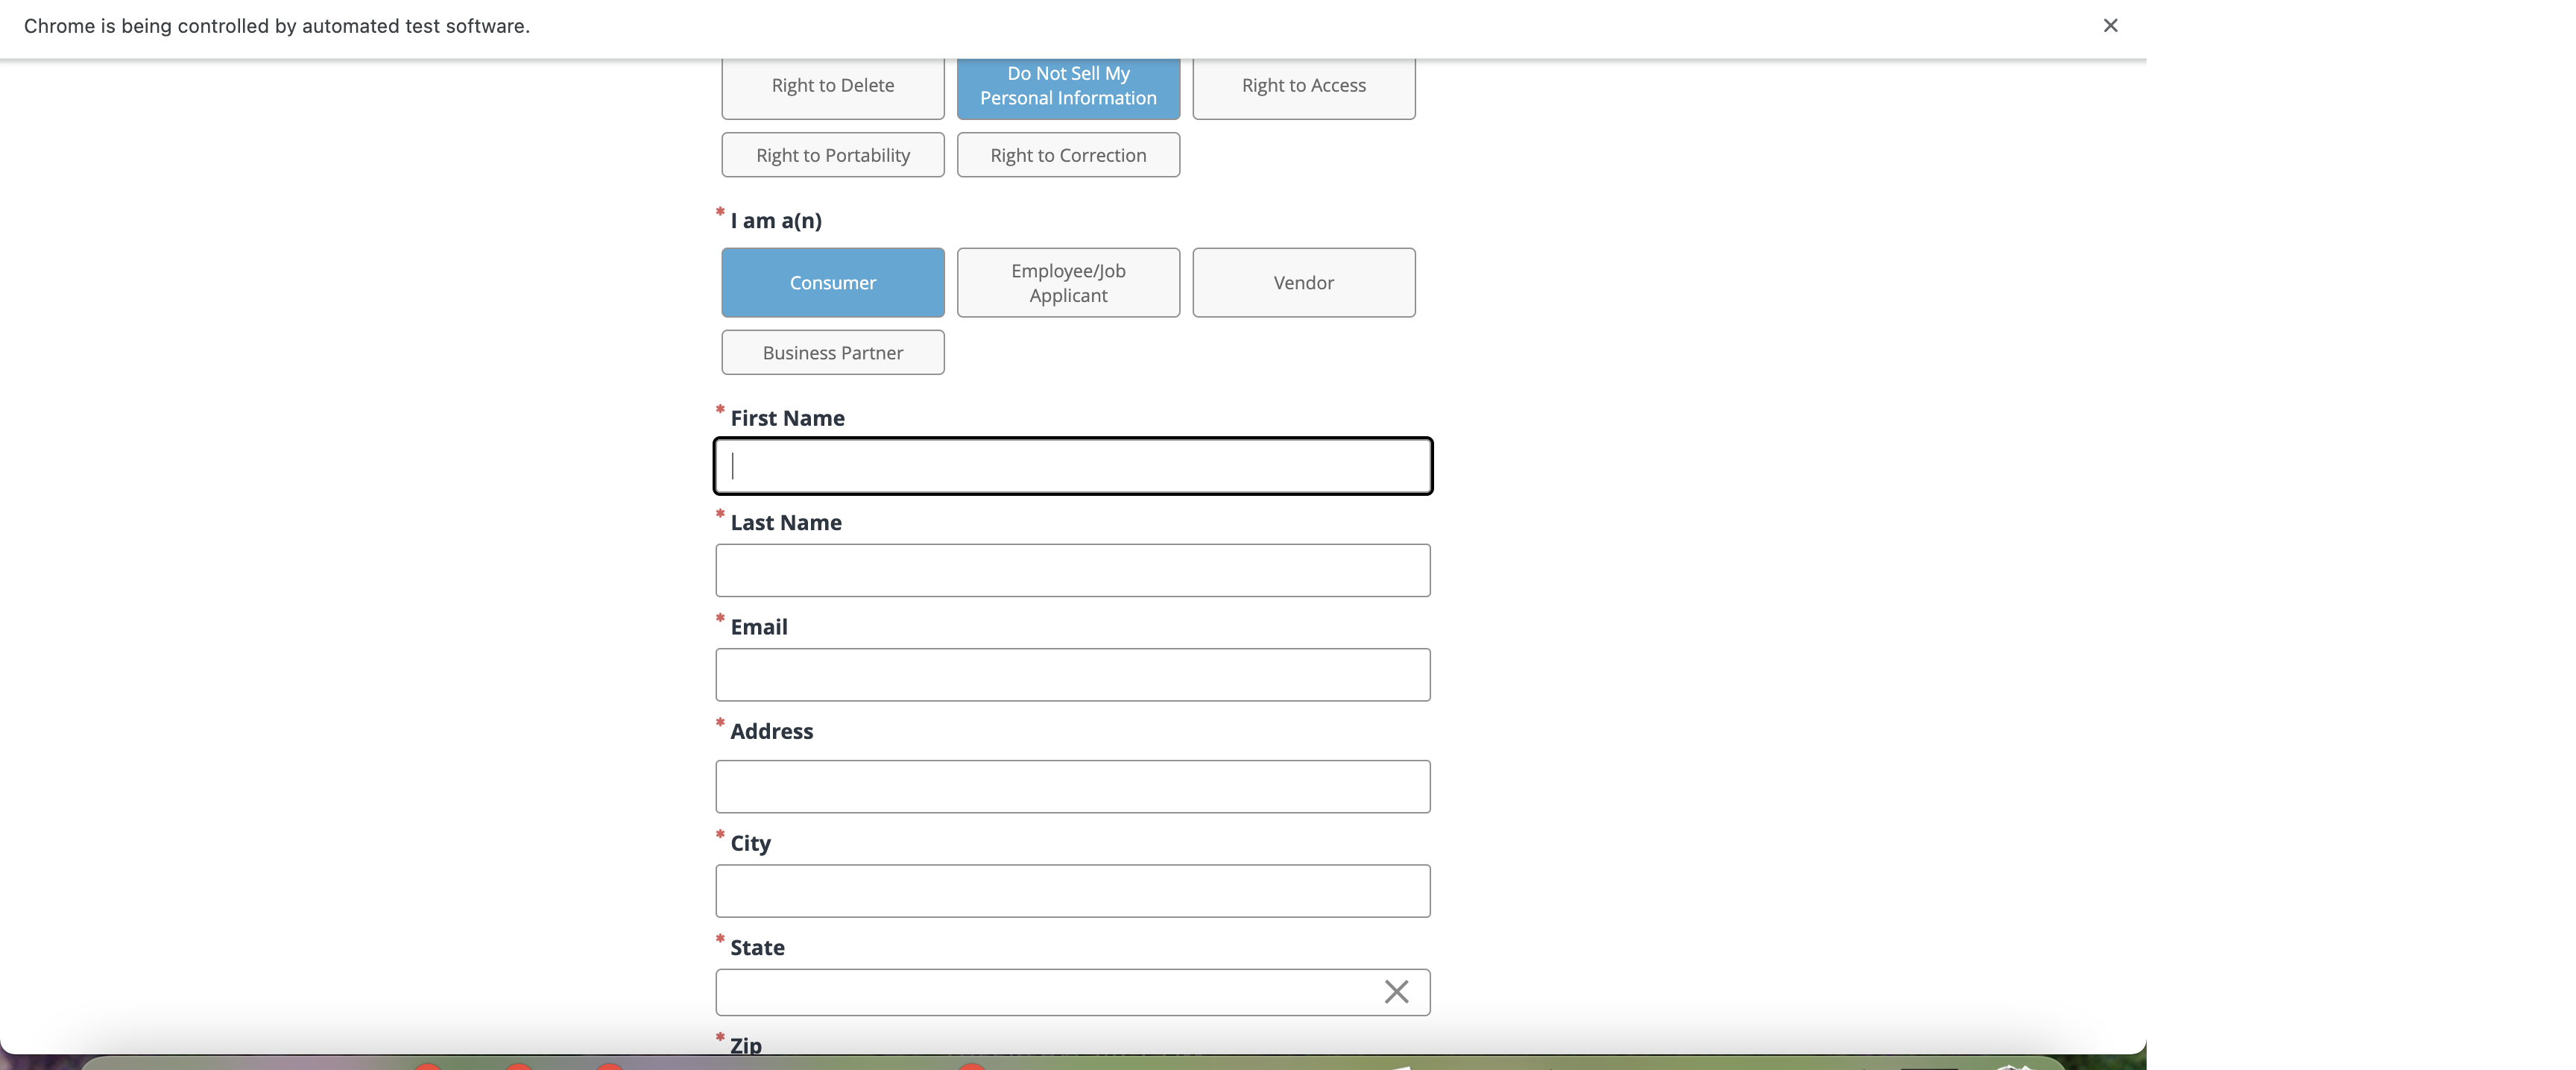 Chrome is being controlled by automated test software.
Right to Delete
Do Not Sell My
Personal Information
Right to Access
Right to Portability
Right to Correction
* I am a(n)
Consumer
Employee/Job
Applicant
Vendor
Business Partner
* First Name
* Last Name
* Email
* Address
* City
* State
* Zip